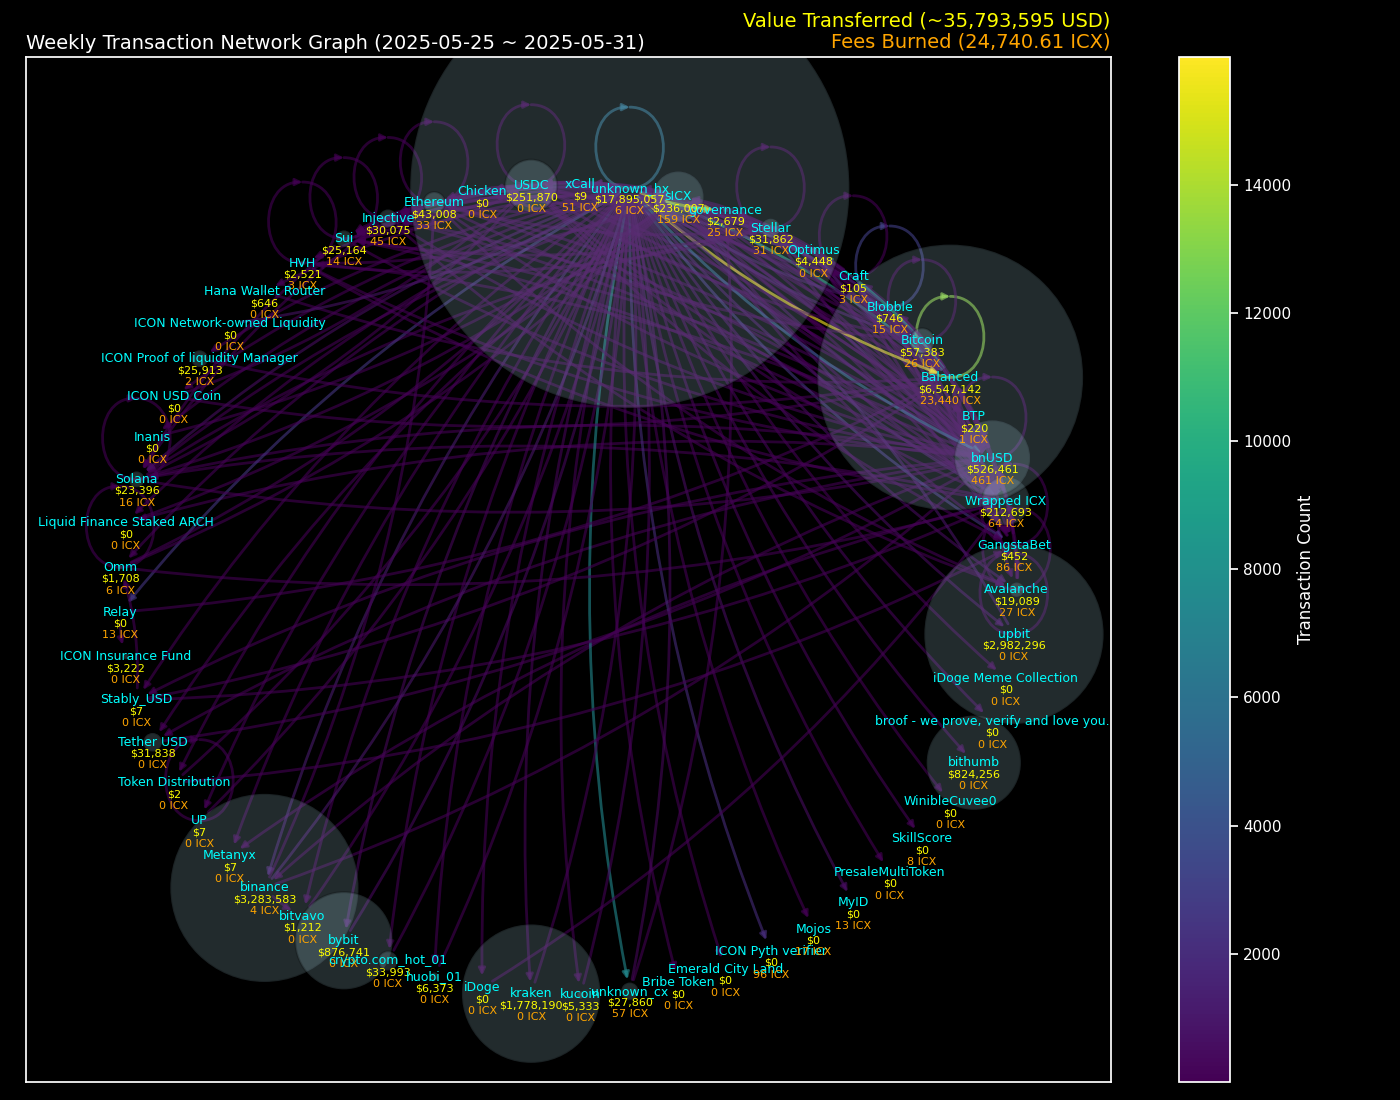 Value Transferred (~35,793,595 USD)
Weekly Transaction Network Graph (2025-05-25 ~ 2025-05-31)
Fees Burned (24,740.61 ICX)
unknown_hx
$17,895,057
6 ICX
xCall
$9
51 ICX
USDC
$251,870
0 ICX
Chicken
$0
0 ICX
Ethereum
$43,008
33 ICX
Injective
$30,075
45 ICX
Sui
$25,164
14 ICX
HVH
$2,521
3 ICX
Hana Wallet Router
$646
0 ICX
ICON Network-owned Liquidity
$0
0 ICX
ICON Proof of liquidity Manager
$25,913
2 ICX
ICON USD Coin
$0
0 ICX
Inanis
$0
0 ICX
Solana
$23,396
16 ICX
Liquid Finance Staked ARCH
$0
0 ICX
Omm
$1,708
6 ICX
Relay
$0
13 ICX
ICON Insurance Fund
$3,222
0 ICX
Stably_USD
$7
0 ICX
Tether USD
$31,838
0 ICX
Token Distribution
$2
0 ICX
UP
$7
0 ICX
Metanyx
$7
0 ICX
binance
$3,283,583
4 ICX
bitvavo
$1,212
0 ICX
bybit
$876,741
0 ICX
crypto.com_hot_01
$33,993
0 ICX
huobi_01
$6,373
0 ICX
iDoge
$0
0 ICX
kraken
$1,778,190
0 ICX
kucoin
$5,333
0 ICX
unknown_cx
$27,860
57 ICX
Bribe Token
$0
0 ICX
Emerald City Land
$0
0 ICX
ICON Pyth verifier
$0
96 ICX
Mojos
$0
MyID
$0
13 ICX
PresaleMultiToken
$0
0 ICX
SkillScore
$0
8 ICX
WinibleCuvee0
$0
0 ICX
bithumb
$824,256
0 ICX
broof - we prove, verify and love you.
$0
0 ICX
iDoge Meme Collection
$0
0 ICX
upbit
$2,982,296
0 ICX
Avalanche
$19,089
27 ICX
GangstaBet
$452
86 ICX
Wrapped ICX
$212,693
64 ICX
bnUSD
$526,461
461 ICX
BTP
$220
1 ICX
Balanced
$6,547,142
23,440 ICX
Bitcoin
$57,383
26 ICX
Blobble
$746
15 ICX
Craft
$105
3 ICX
Optimus
$4,448
0 ICX
Stellar
$31,862
31 ICX
governance
$2,679
25 ICX
sICX
$236,007
159 ICX
14000
12000
10000
8000
6000
4000
2000
Transaction Count